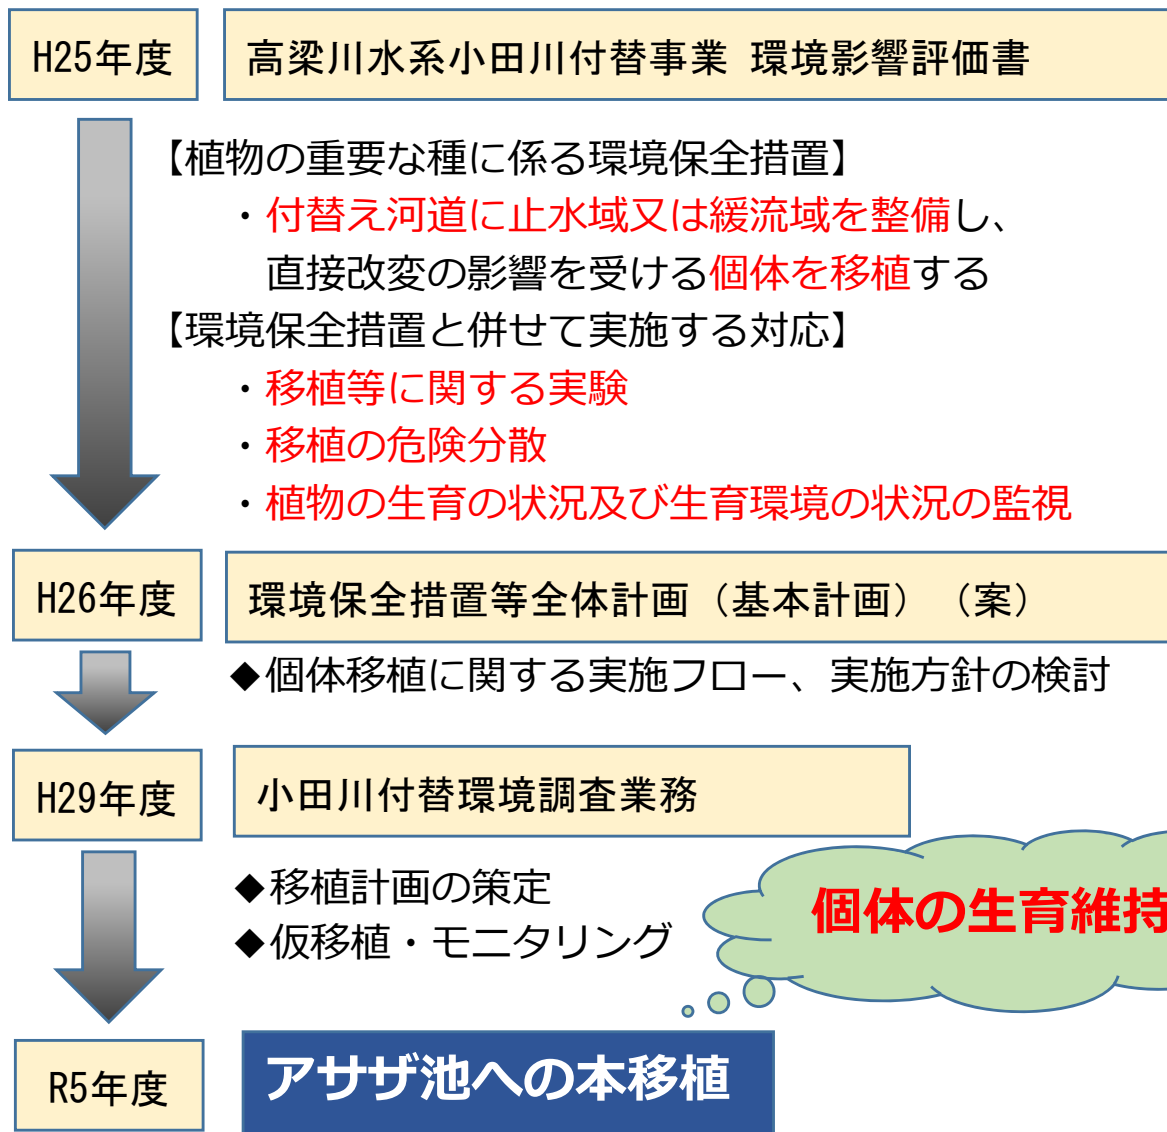 H25年度
高梁川水系小田川付替事業 環境影響評価書
【植物の重要な種に係る環境保全措置】
・付替え河道に止水域又は緩流域を整備し、
直接改変の影響を受ける個体を移植する
【環境保全措置と併せて実施する対応】
・移植等に関する実験
・移植の危険分散
・植物の生育の状況及び生育環境の状況の監視
H26年度
環境保全措置等全体計画（基本計画）（案）
◆個体移植に関する実施フロー、実施方針の検討
H29年度
小田川付替環境調査業務
◆移植計画の策定
◆仮移植・モニタリング
個体の生育維持
R5年度
アサザ池への本移植